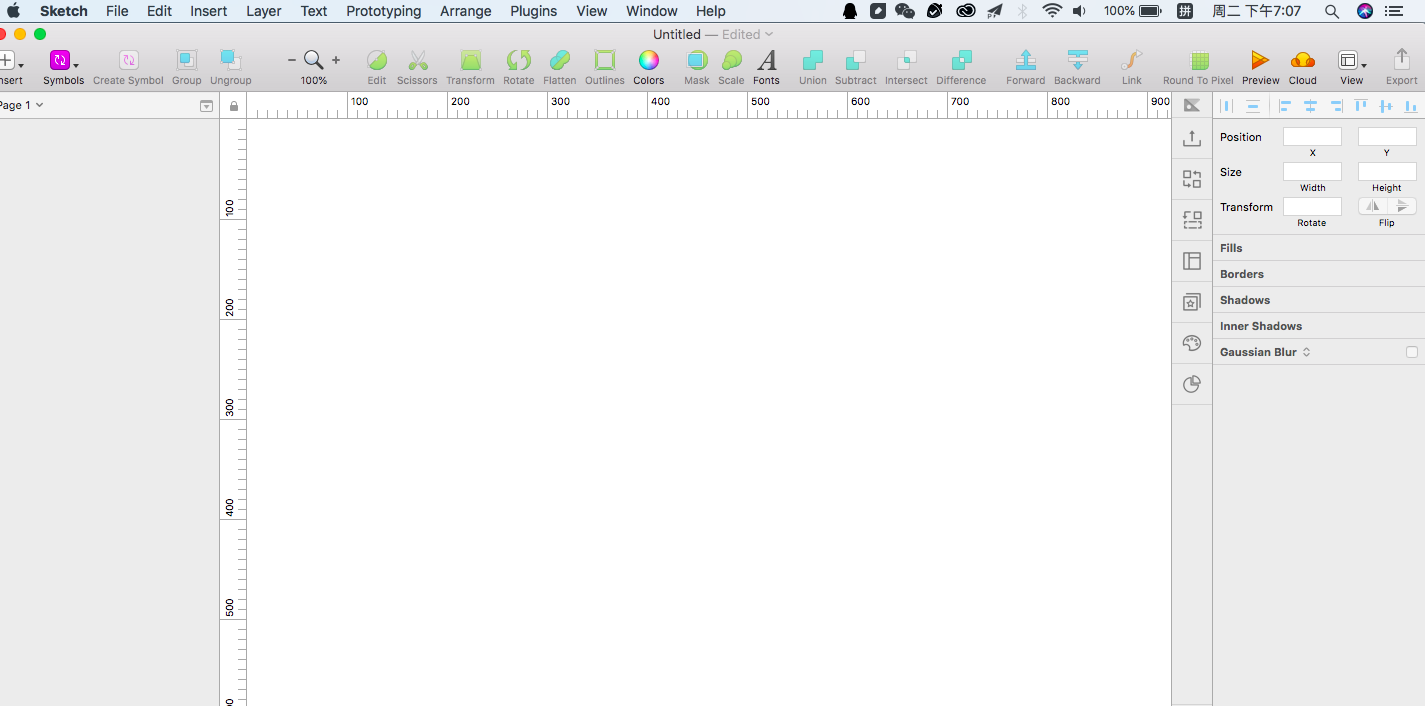 Sketch File Edit Insert Layer Text Prototyping Arrange Plugins View Window Help 100% 拼 周二 下午7:07
Untitled — Edited
nsert Symbols Create Symbol Group Ungroup 100% Edit Scissors Transform Rotate Flatten Outlines Colors Mask Scale Fonts Union Subtract Intersect Difference Forward Backward Link Round To Pixel Preview Cloud View Export
Page 1
100 200 300 400 500 600 700 800 900
100
200
300
400
500
Position
X Y
Size
Width Height
Transform
Rotate Flip
Fills
Borders
Shadows
Inner Shadows
Gaussian Blur